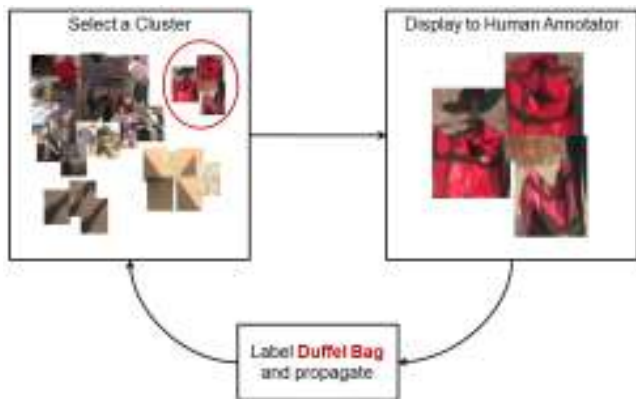 Select a Cluster
Display to Human Annotator
Label Duffel Bag
and propagate